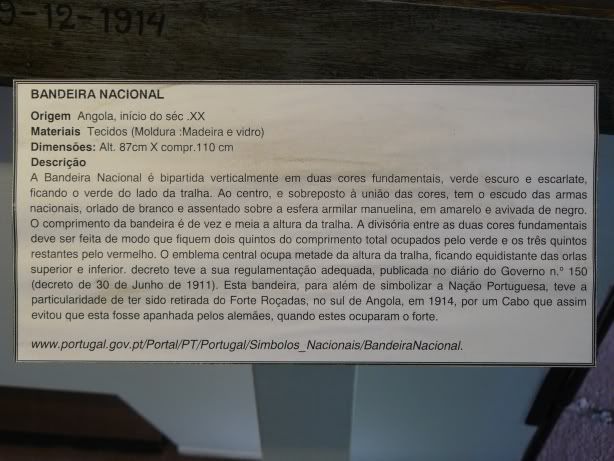 9-12-1914
BANDEIRA NACIONAL
Origem Angola, início do séc .XX
Materiais Tecidos (Moldura :Madeira e vidro)
Dimensões: Alt. 87cm X compr.110 cm
Descrição
A Bandeira Nacional é bipartida verticalmente em duas cores fundamentais, verde escuro e escarlate,
ficando o verde do lado da tralha. Ao centro, e sobreposto à união das cores, tem o escudo das armas
nacionais, orlado de branco e assentado sobre a esfera armilar manuelina, em amarelo e avivada de negro.
O comprimento da bandeira é de vez e meia a altura da tralha. A divisória entre as duas cores fundamentais
deve ser feita de modo que fiquem dois quintos do comprimento total ocupados pelo verde e os três quintos
restantes pelo vermelho. O emblema central ocupa metade da altura da tralha, ficando equidistante das orlas
superior e inferior. decreto teve a sua regulamentação adequada, publicada no diário do Governo n.º 150
(decreto de 30 de Junho de 1911). Esta bandeira, para além de simbolizar a Nação Portuguesa, teve a
particularidade de ter sido retirada do Forte Roçadas, no sul de Angola, em 1914, por um Cabo que assim
evitou que esta fosse apanhada pelos alemães, quando estes ocuparam o forte.
www.portugal.gov.pt/Portal/PT/Portugal/Simbolos_Nacionais/BandeiraNacional.